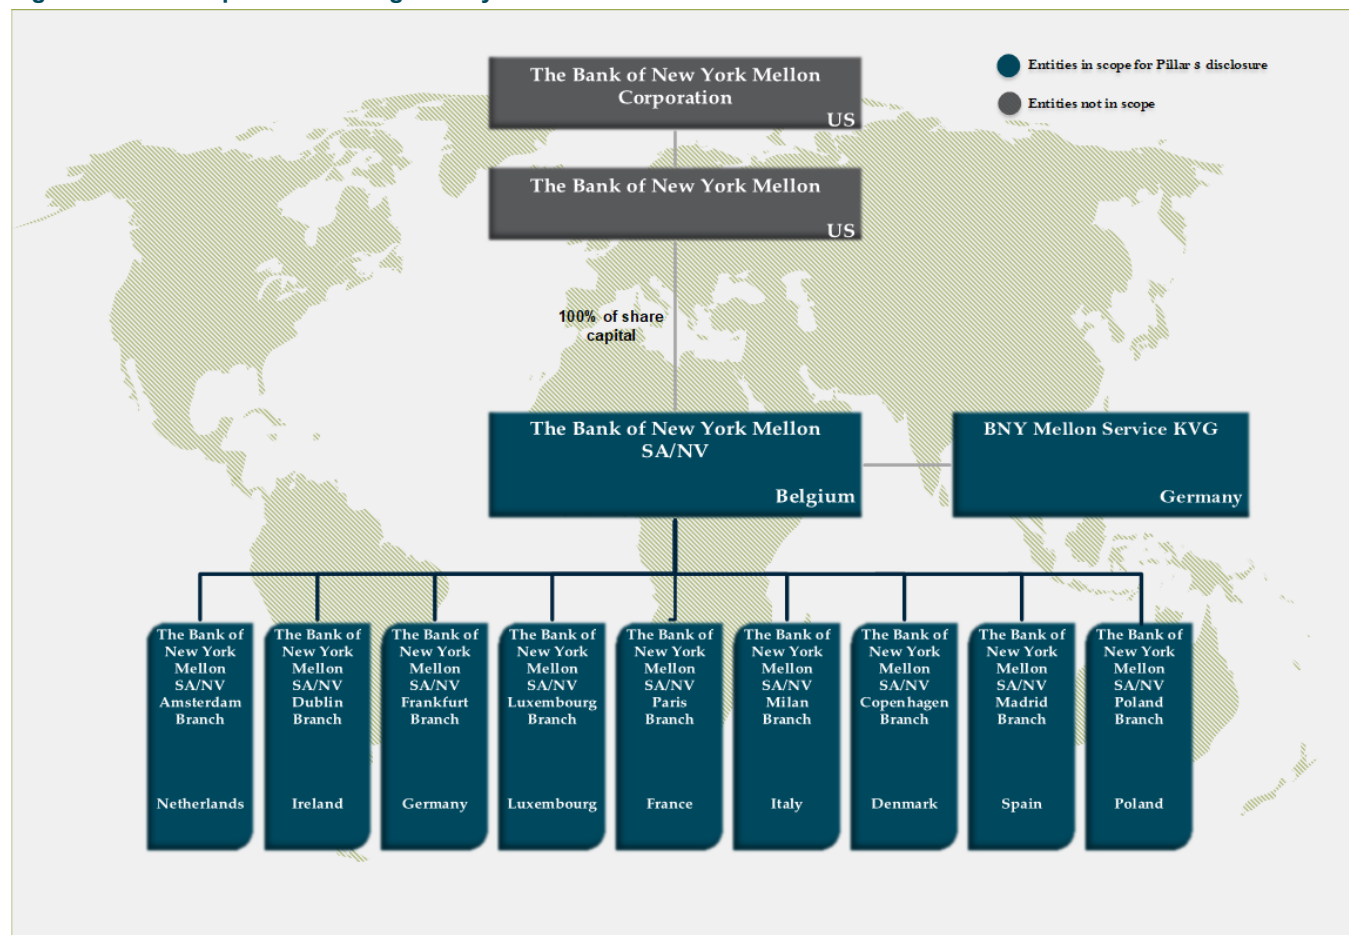 The Bank of New York Mellon
Corporation
US
Entities in scope for Pillar 3 disclosure
Entities not in scope
The Bank of New York Mellon
US
100% of share
capital
The Bank of New York Mellon
SA/NV
Belgium
BNY Mellon Service KVG
Germany
The Bank of
New York
Mellon
SA/NV
Amsterdam
Branch
Netherlands
The Bank of
New York
Mellon
SA/NV
Dublin
Branch
Ireland
The Bank of
New York
Mellon
SA/NV
Frankfurt
Branch
Germany
The Bank of
New York
Mellon
SA/NV
Luxembourg
Branch
Luxembourg
The Bank of
New York
Mellon
SA/NV
Paris
Branch
France
The Bank of
New York
Mellon
SA/NV
Milan
Branch
Italy
The Bank of
New York
Mellon
SA/NV
Copenhagen
Branch
Denmark
The Bank of
New York
Mellon
SA/NV
Madrid
Branch
Spain
The Bank of
New York
Mellon
SA/NV
Poland
Branch
Poland